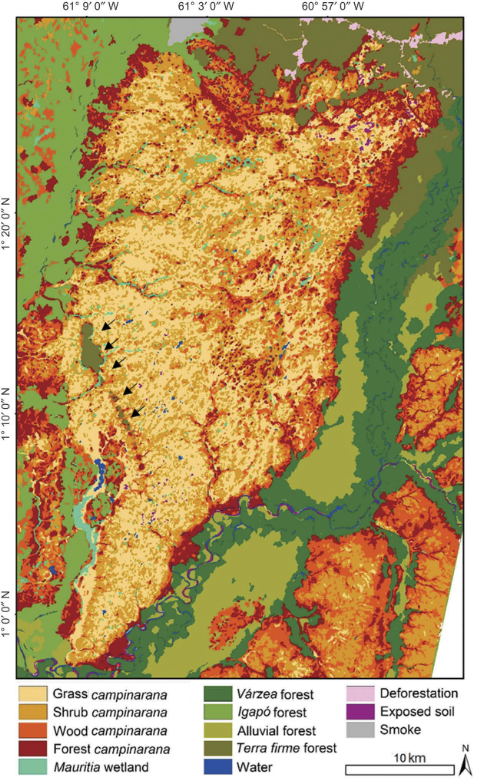 61° 9´ 0´´ W 61° 3´ 0´´ W 60° 57´ 0´´ W
1° 20´ 0´´ N
1° 10´ 0´´ N
1° 0´ 0´´ N
Grass campinarana
Shrub campinarana
Wood campinarana
Forest campinarana
Mauritia wetland
Várzea forest
Igapó forest
Alluvial forest
Terra firme forest
Water
Deforestation
Exposed soil
Smoke
10 km
N